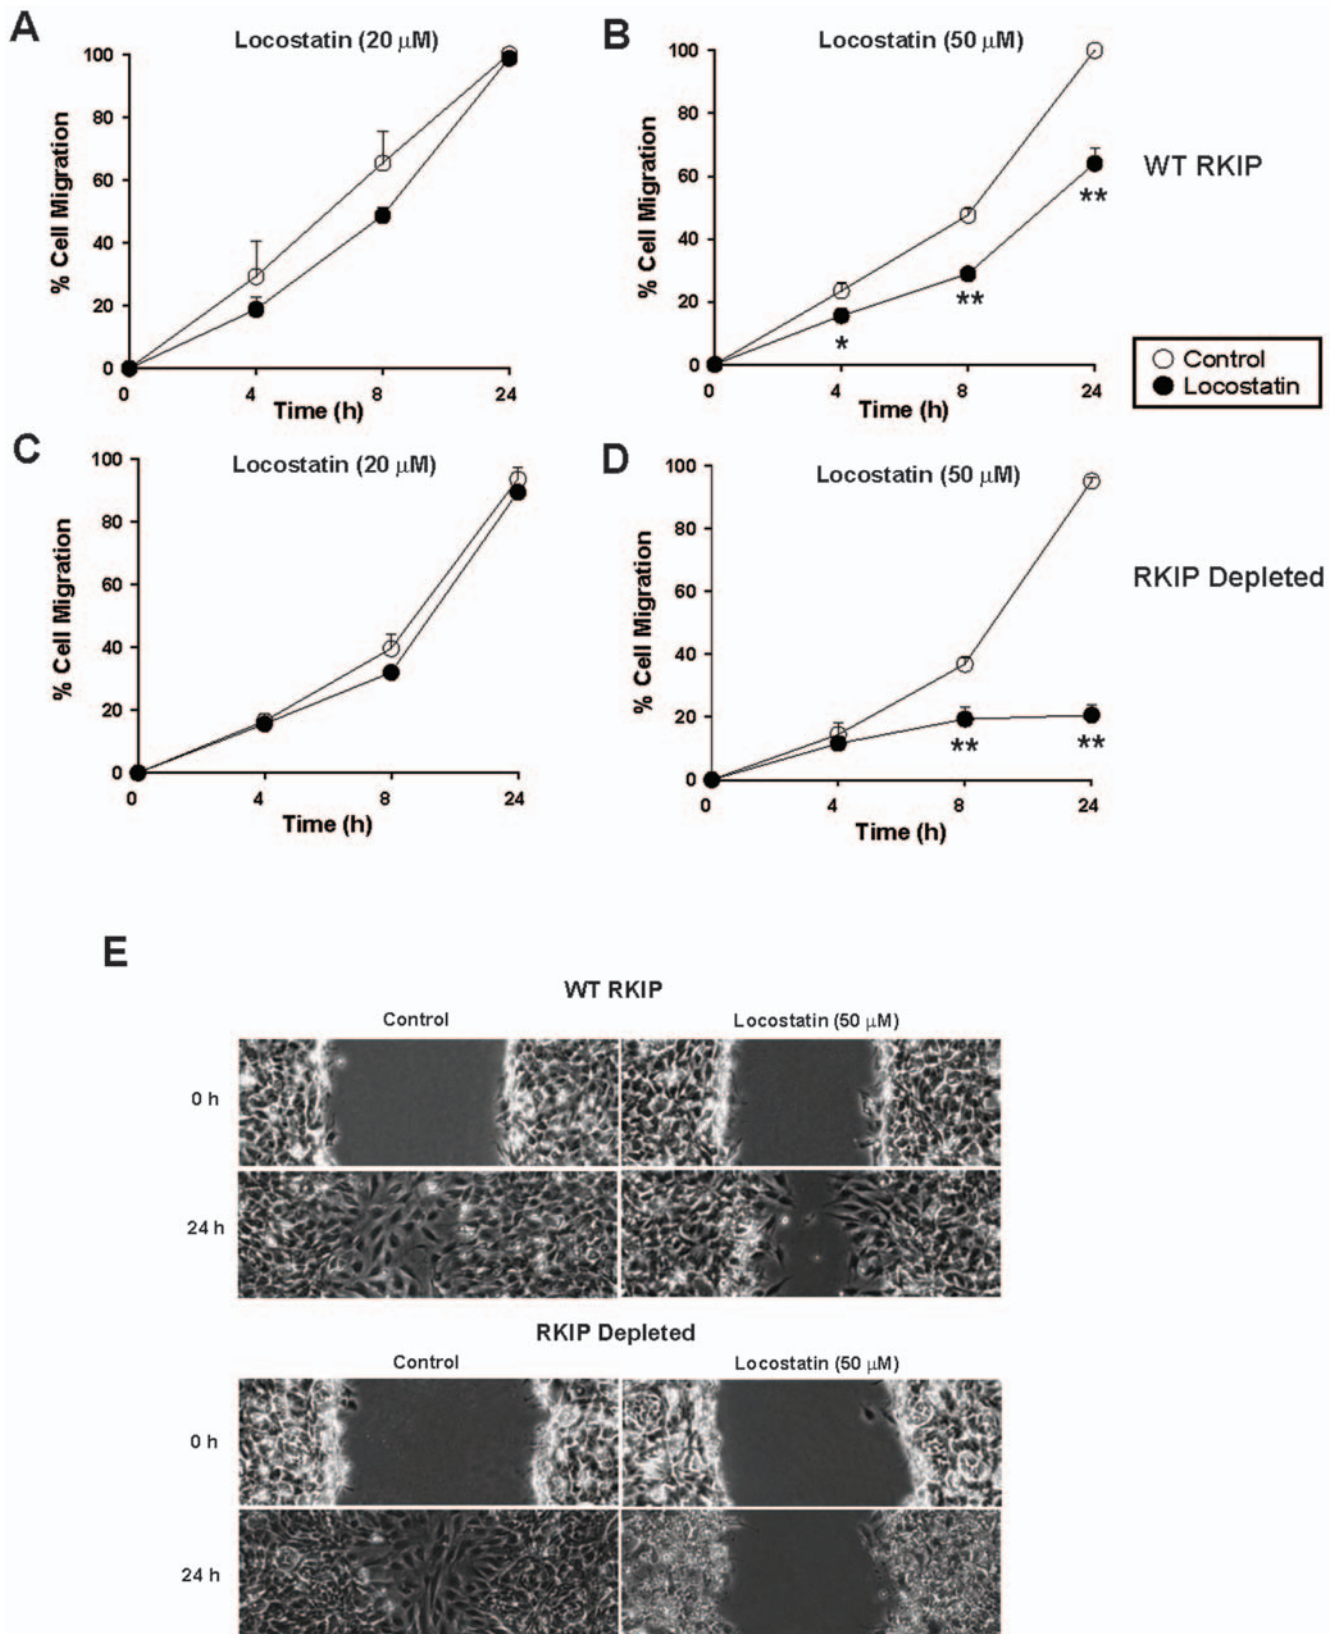 A
Locostatin (20 μM)
% Cell Migration
100
80
60
40
20
0
0 4 8 24
Time (h)
B
Locostatin (50 μM)
% Cell Migration
100
80
60
40
20
0
*
**
**
0 4 8 24
Time (h)
WT RKIP
Control
Locostatin
C
Locostatin (20 μM)
% Cell Migration
100
80
60
40
20
0
0 4 8 24
Time (h)
D
Locostatin (50 μM)
% Cell Migration
100
80
60
40
20
0
**
**
0 4 8 24
Time (h)
RKIP Depleted
E
WT RKIP
Control Locostatin (50 μM)
0 h
24 h
RKIP Depleted
Control Locostatin (50 μM)
0 h
24 h